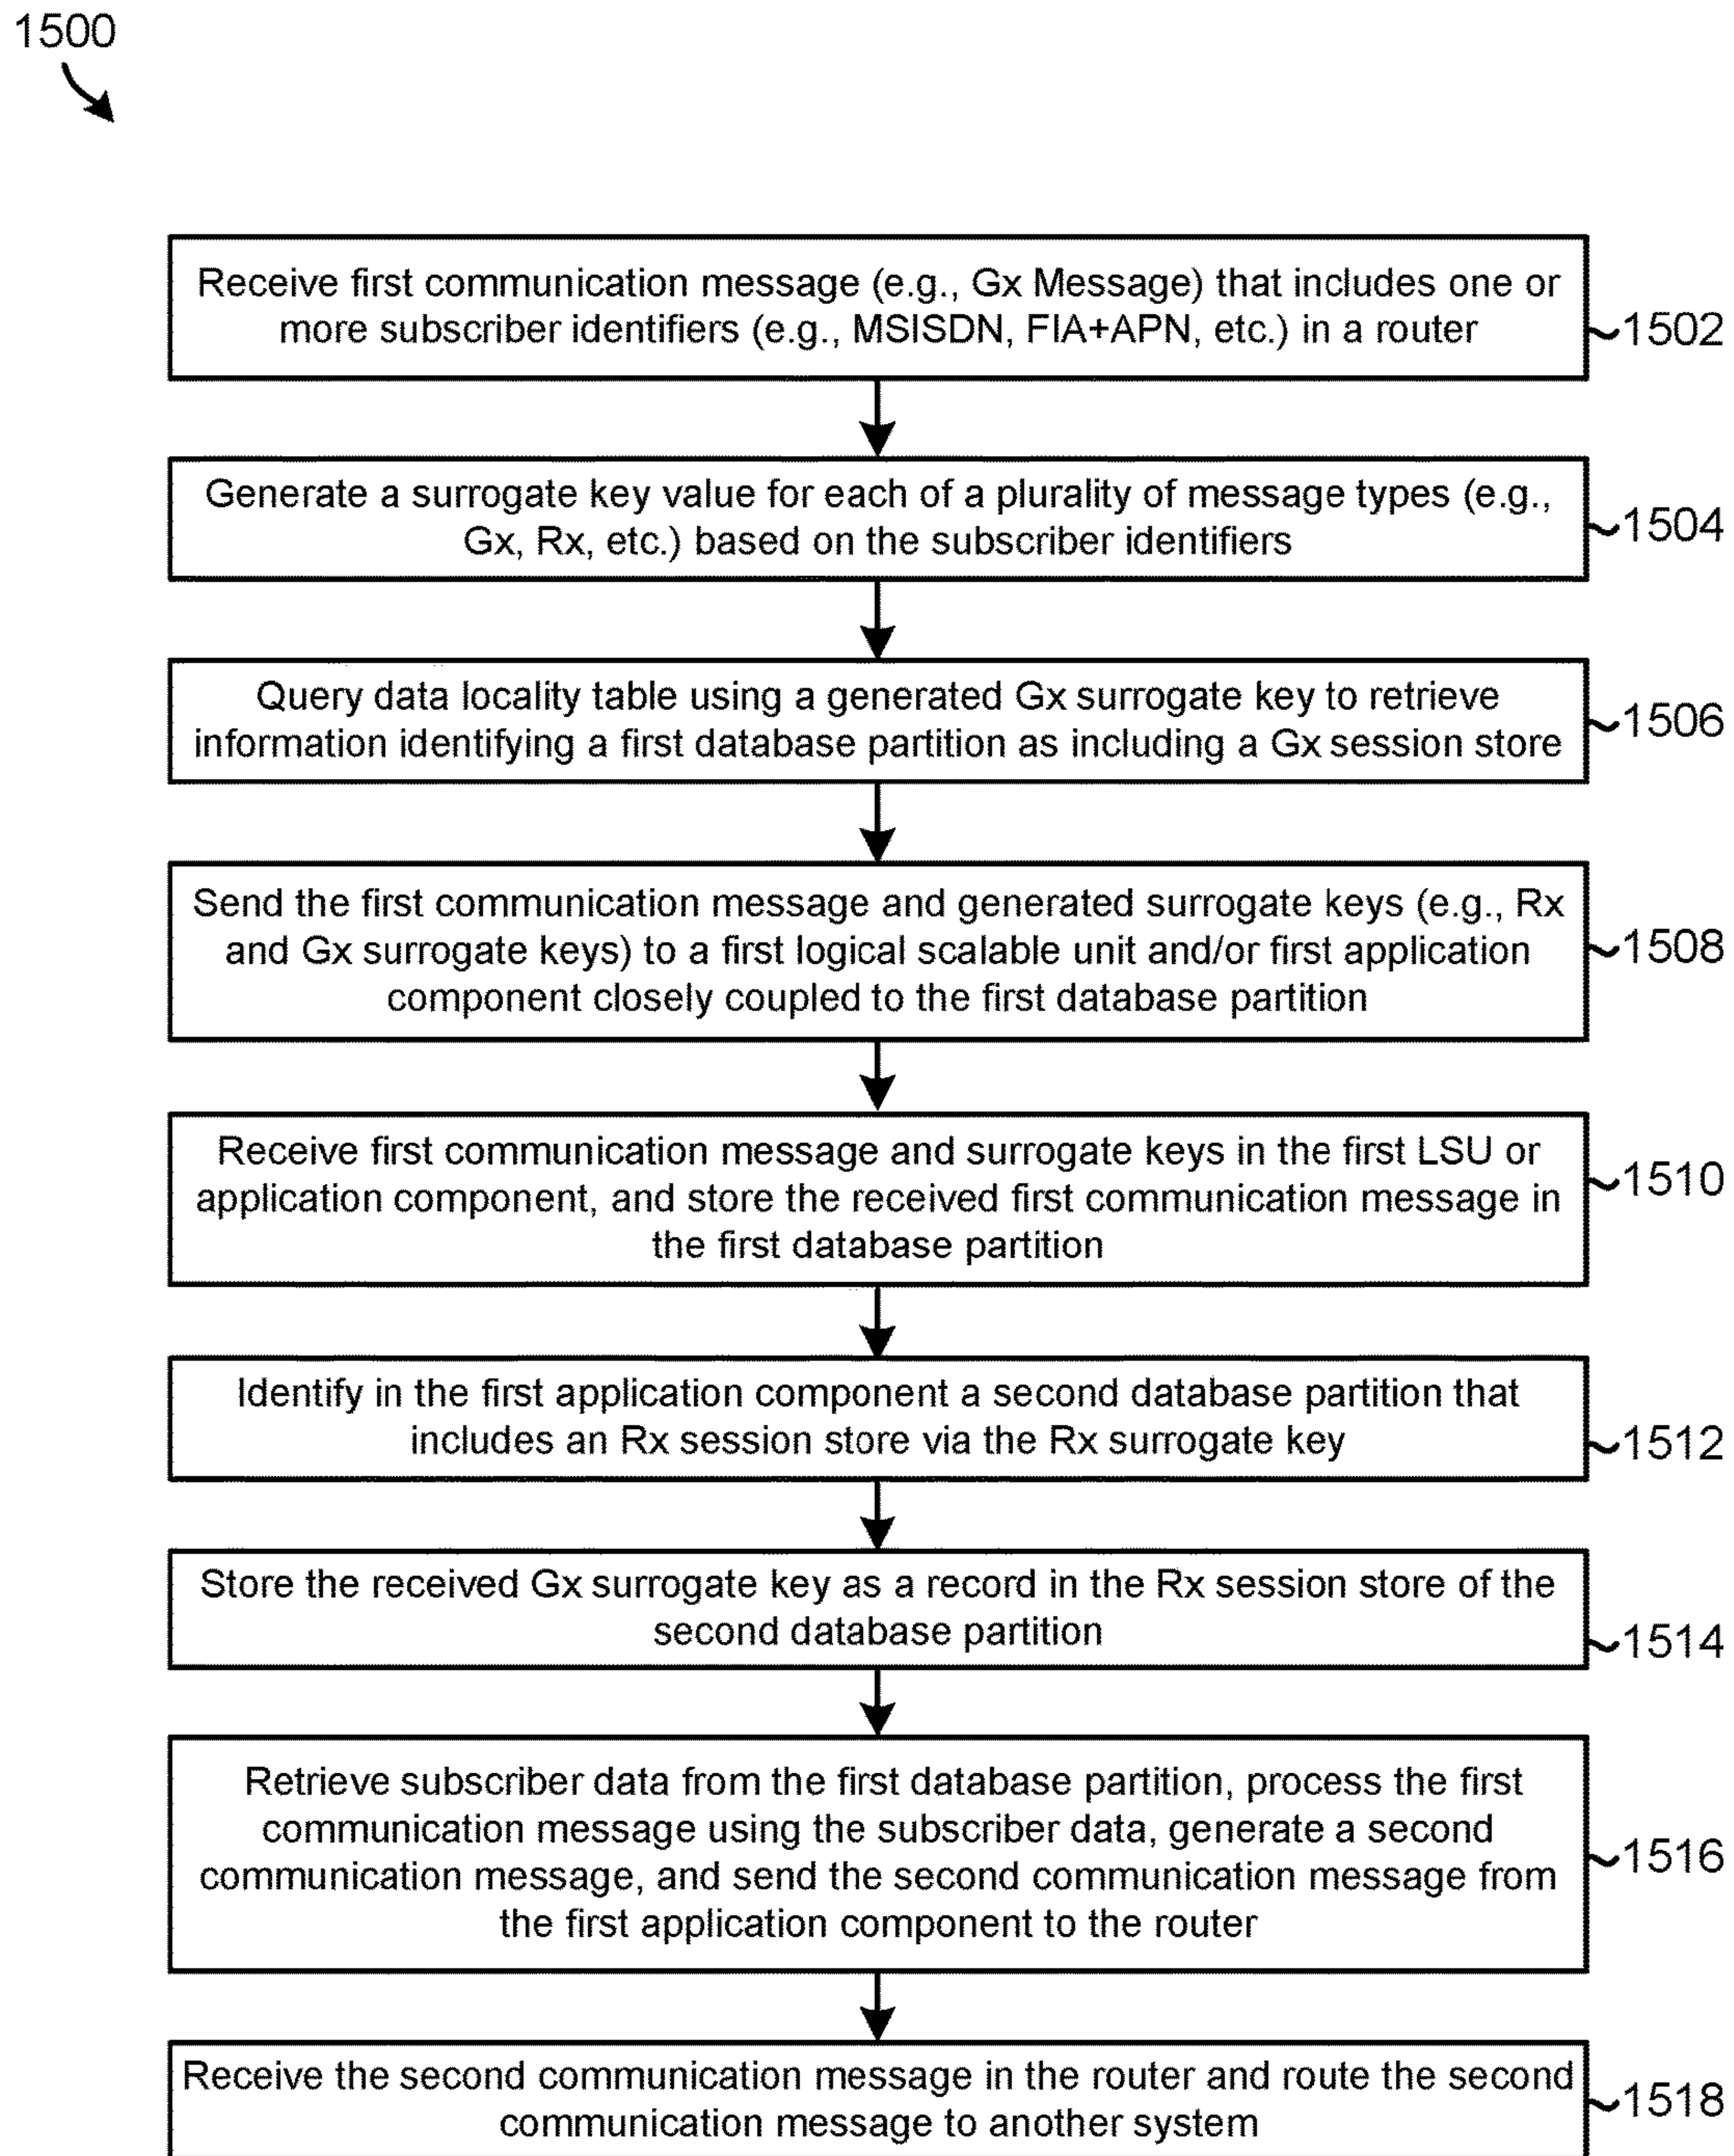 1500
Receive first communication message (e.g., Gx Message) that includes one or
more subscriber identifiers (e.g., MSISDN, FIA+APN, etc.) in a router
1502
Generate a surrogate key value for each of a plurality of message types (e.g.,
Gx, Rx, etc.) based on the subscriber identifiers
1504
Query data locality table using a generated Gx surrogate key to retrieve
information identifying a first database partition as including a Gx session store
1506
Send the first communication message and generated surrogate keys (e.g., Rx
and Gx surrogate keys) to a first logical scalable unit and/or first application
component closely coupled to the first database partition
1508
Receive first communication message and surrogate keys in the first LSU or
application component, and store the received first communication message in
the first database partition
1510
Identify in the first application component a second database partition that
includes an Rx session store via the Rx surrogate key
1512
Store the received Gx surrogate key as a record in the Rx session store of the
second database partition
1514
Retrieve subscriber data from the first database partition, process the first
communication message using the subscriber data, generate a second
communication message, and send the second communication message from
the first application component to the router
1516
Receive the second communication message in the router and route the second
communication message to another system
1518